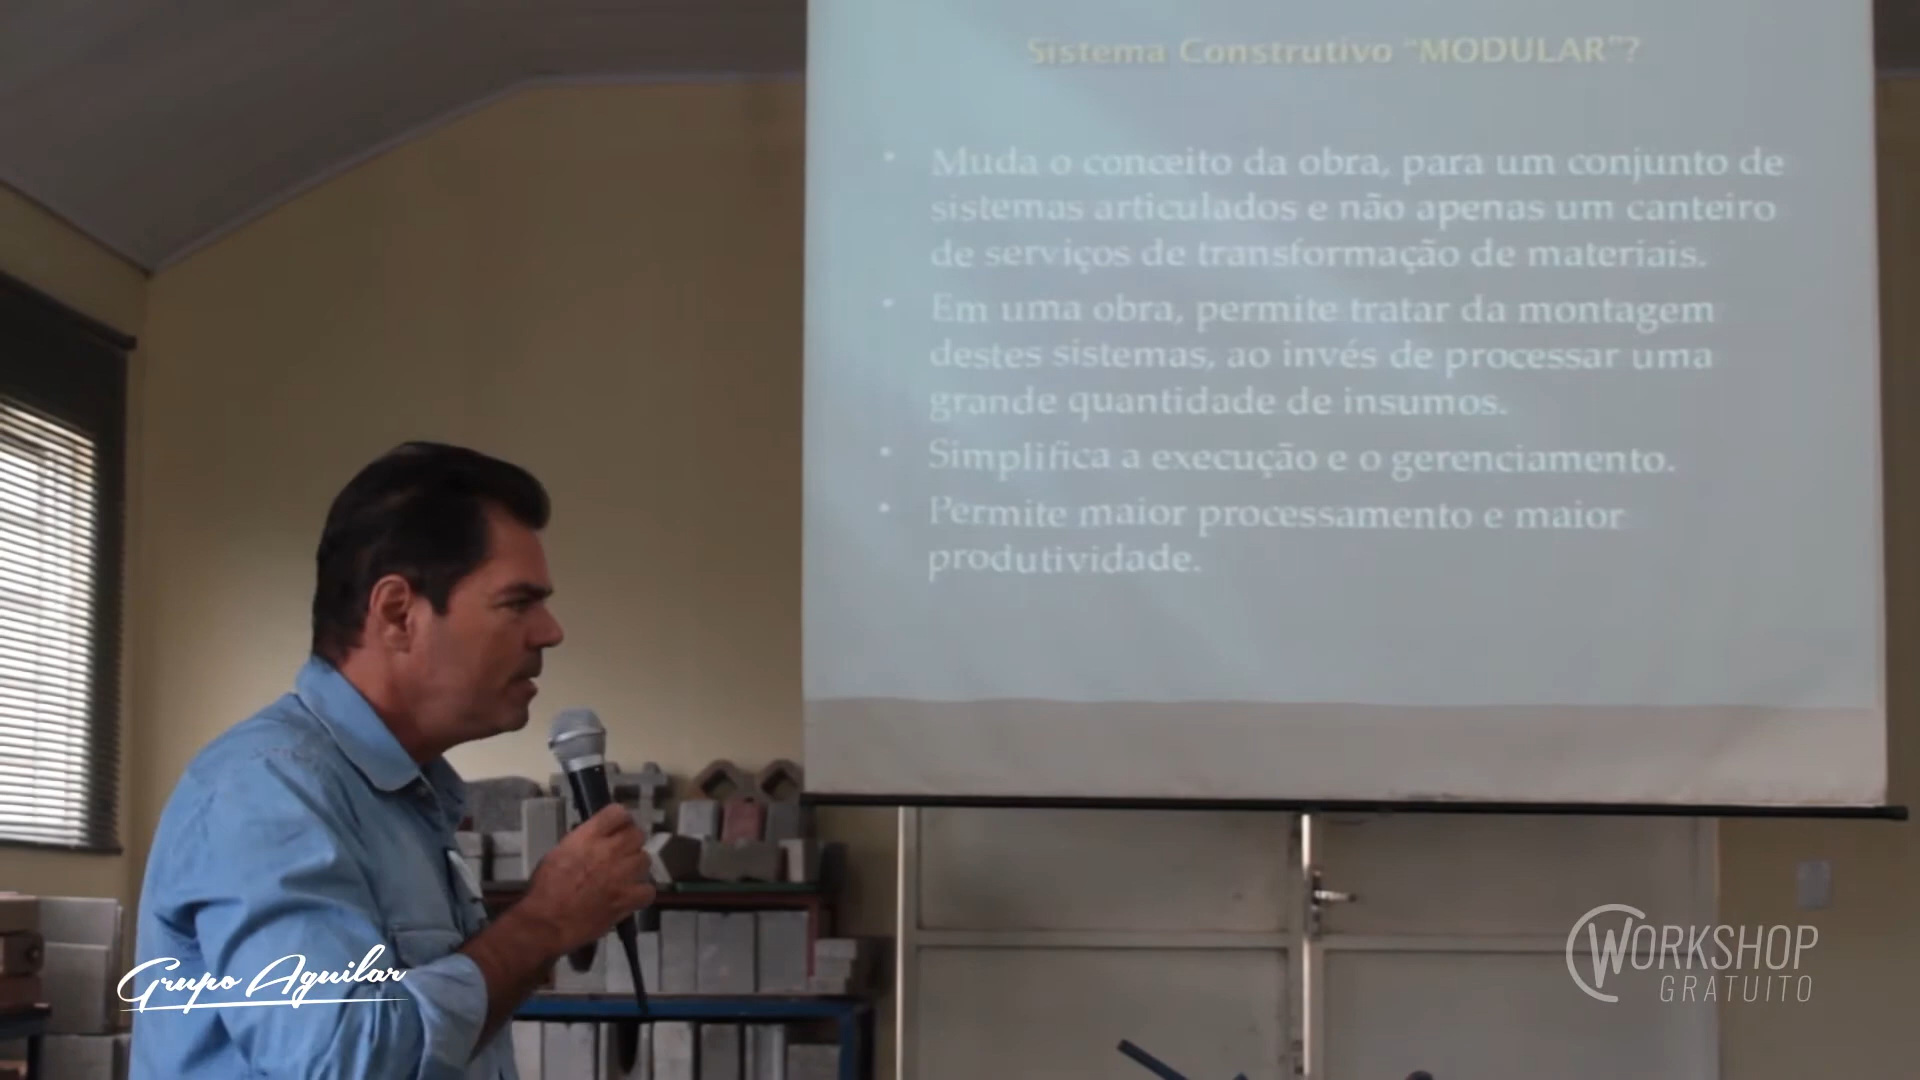 Sistema Construtivo "MODULAR"?
• Muda o conceito da obra, para um conjunto de
sistemas articulados e não apenas um canteiro
de serviços de transformação de materiais.
• Em uma obra, permite tratar da montagem
destes sistemas, ao invés de processar uma
grande quantidade de insumos.
• Simplifica a execução e o gerenciamento.
• Permite maior processamento e maior
produtividade.
Grupo Aguilar
WORKSHOP
GRATUITO